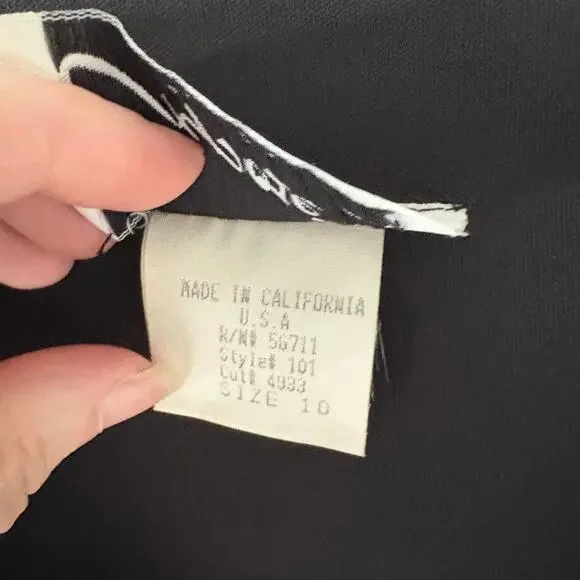 MADE IN CALIFORNIA
U.S.A
R/N# 56711
Style# 101
Cut# 4933
SIZE 10